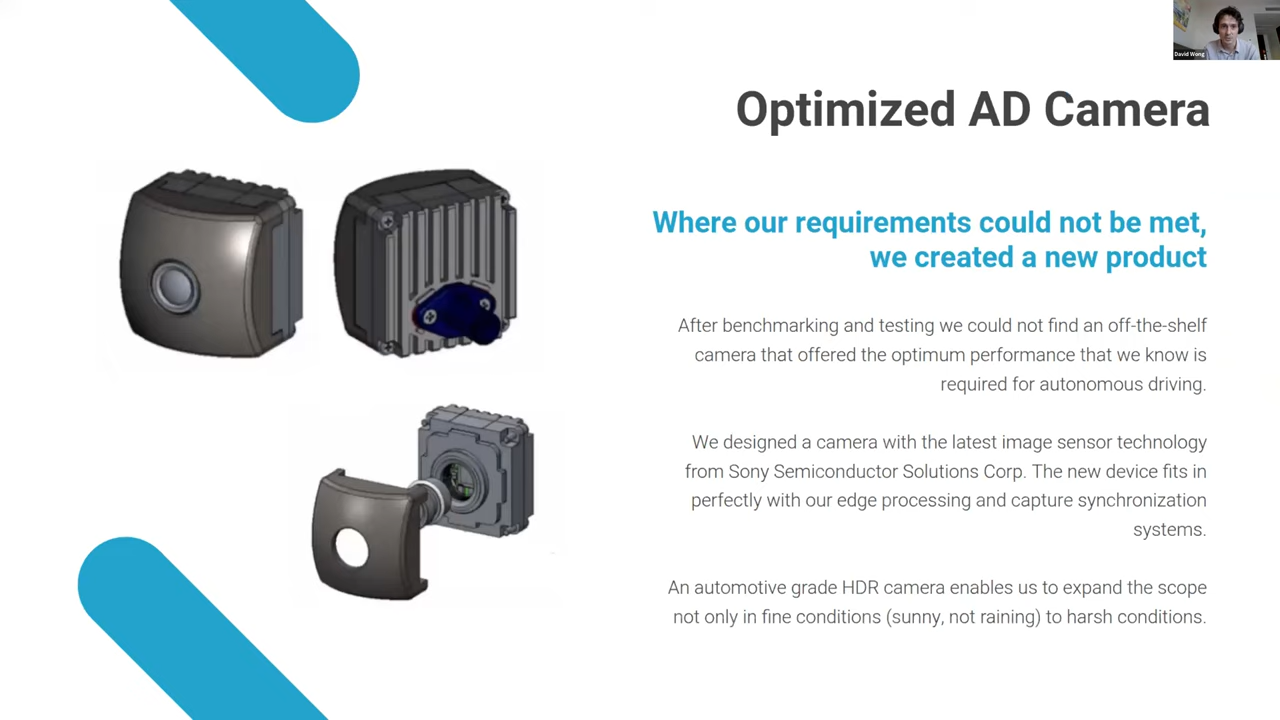 David Wong
Optimized AD Camera
Where our requirements could not be met,
we created a new product
After benchmarking and testing we could not find an off-the-shelf
camera that offered the optimum performance that we know is
required for autonomous driving.
We designed a camera with the latest image sensor technology
from Sony Semiconductor Solutions Corp. The new device fits in
perfectly with our edge processing and capture synchronization
systems.
An automotive grade HDR camera enables us to expand the scope
not only in fine conditions (sunny, not raining) to harsh conditions.